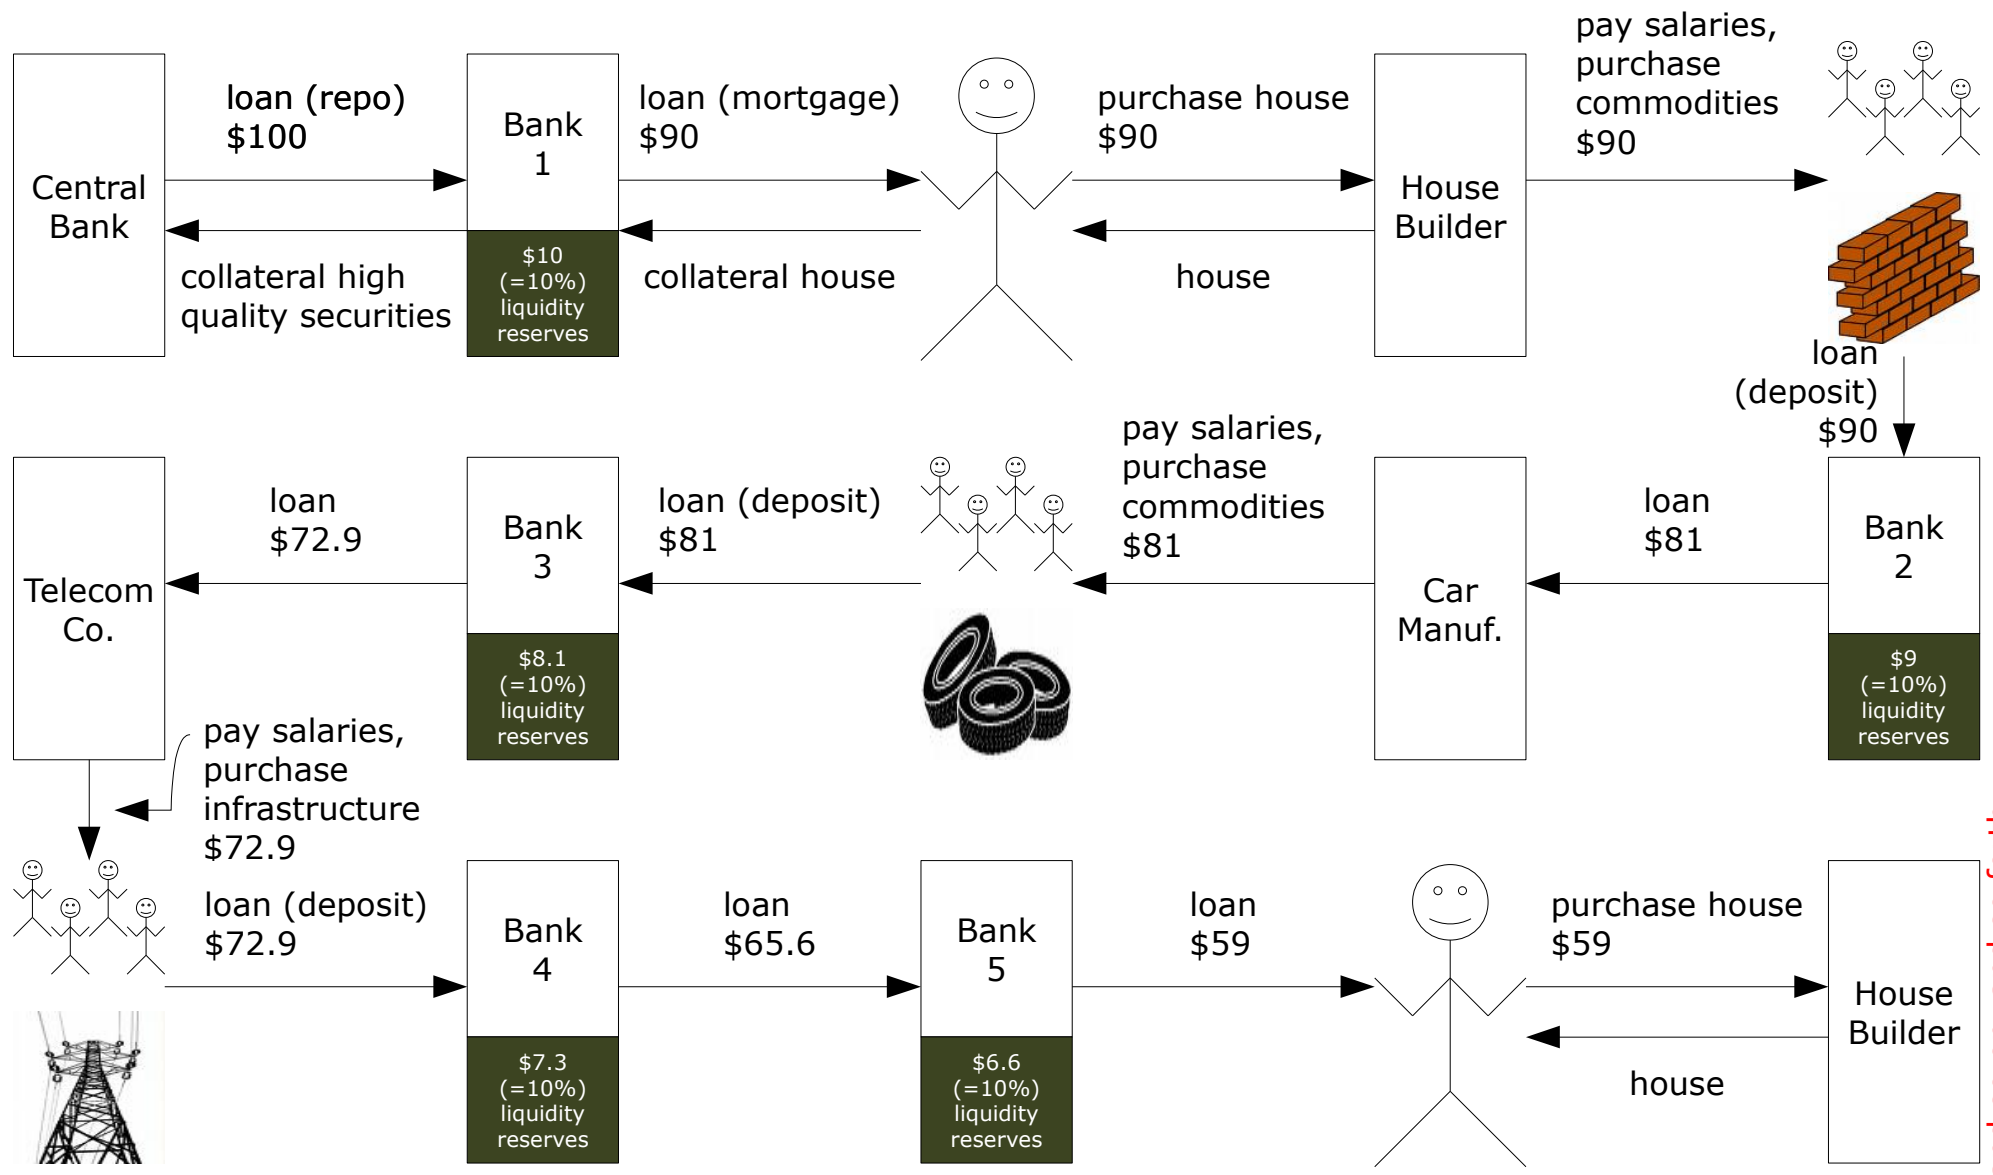 pay salaries,
purchase
commodities
$90
loan (repo)
$100
Bank
1
loan (mortgage)
$90
purchase house
$90
Central
Bank
House
Builder
$10
(=10%)
liquidity
reserves
collateral high
quality securities
collateral house
house
loan
(deposit)
$90
pay salaries,
purchase
commodities
$81
loan
$72.9
Bank
3
loan (deposit)
$81
loan
$81
Bank
2
Telecom
Co.
Car
Manuf.
$8.1
(=10%)
liquidity
reserves
$9
(=10%)
liquidity
reserves
pay salaries,
purchase
infrastructure
$72.9
loan (deposit)
$72.9
Bank
4
loan
$65.6
Bank
5
loan
$59
purchase house
$59
House
Builder
$7.3
(=10%)
liquidity
reserves
$6.6
(=10%)
liquidity
reserves
house